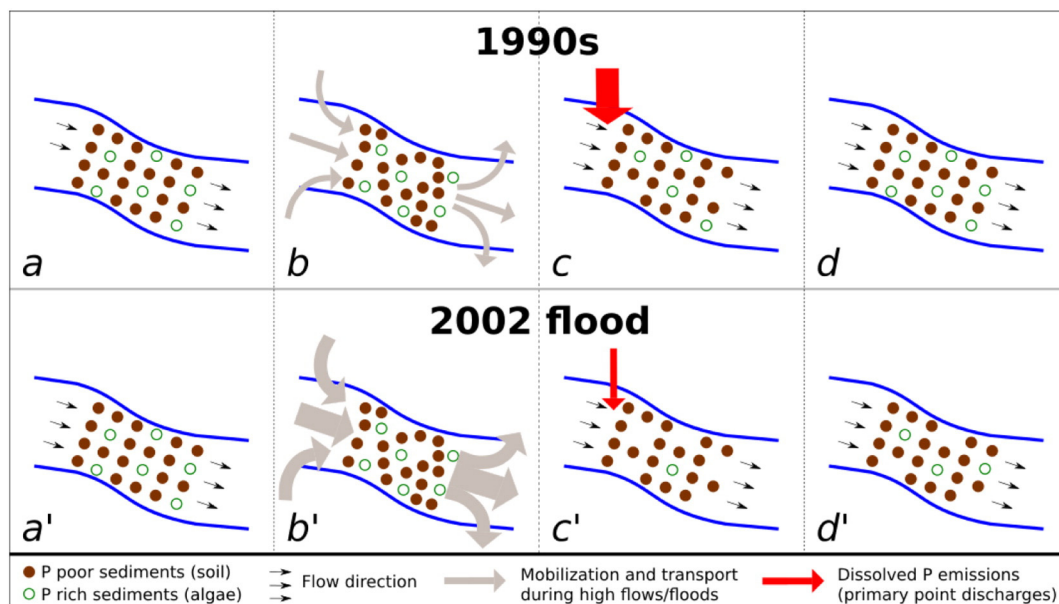 1990s
a
b
c
d
2002 flood
a'
b'
c'
d'
P poor sediments (soil)
P rich sediments (algae)
Flow direction
Mobilization and transport
during high flows/floods
Dissolved P emissions
(primary point discharges)